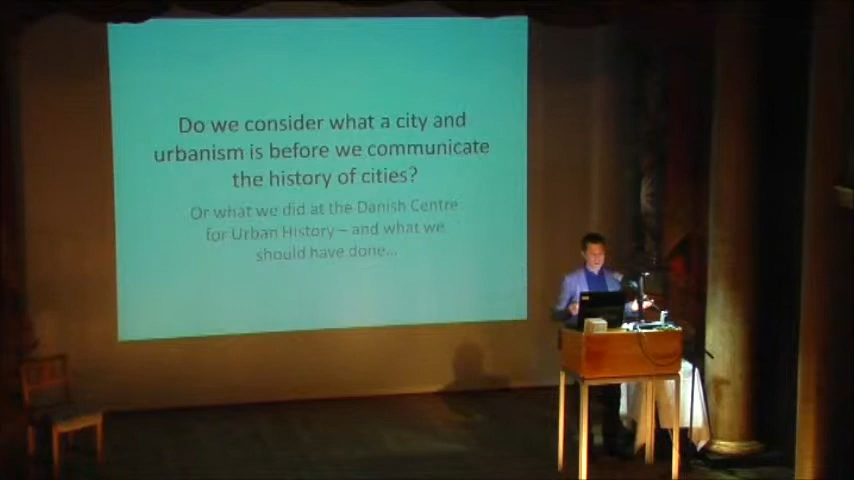 Do we consider what a city and
urbanism is before we communicate
the history of cities?
Or what we did at the Danish Centre
for Urban History – and what we
should have done...